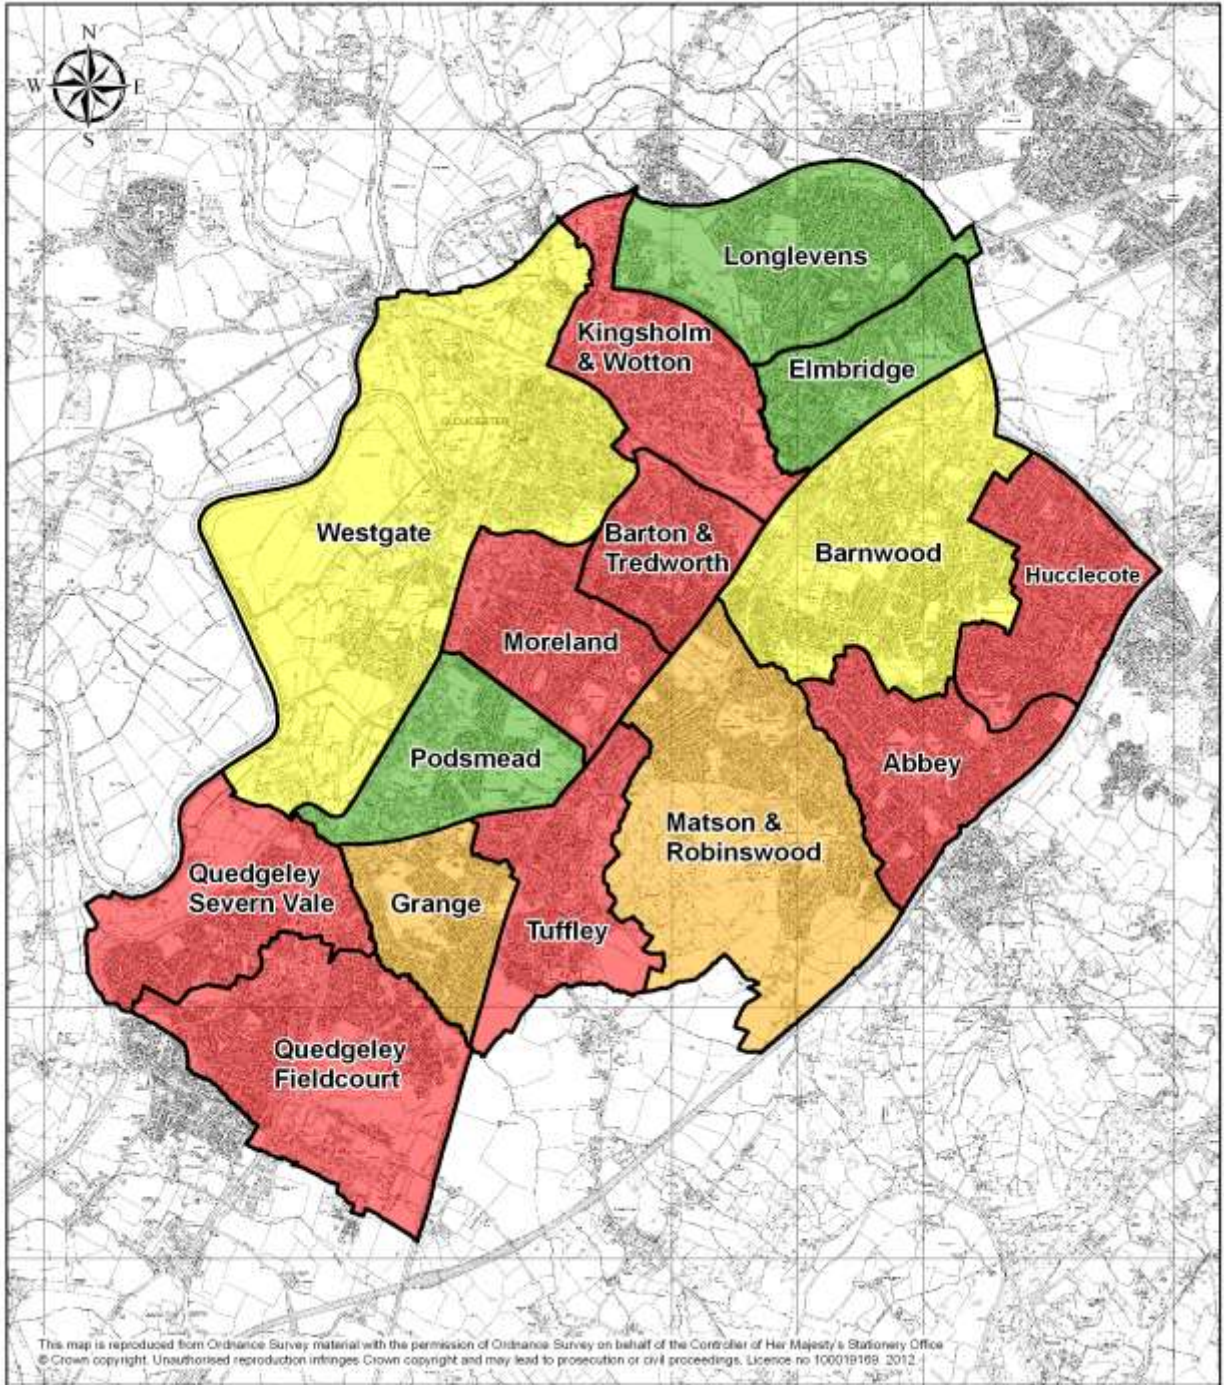 N
W E
S
Longlevens
Kingsholm
& Wotton
Elmbridge
GLOUCESTER
Westgate
Barton &
Tredworth
Barnwood
Hucclecote
Moreland
Podsmead
Abbey
Matson &
Robinswood
Quedgeley
Severn Vale
Grange
Tuffley
Quedgeley
Fieldcourt
This map is reproduced from Ordnance Survey material with the permission of Ordnance Survey on behalf of the Controller of Her Majesty's Stationery Office
© Crown copyright. Unauthorised reproduction infringes Crown copyright and may lead to prosecution or civil proceedings. Licence no 100019169. 2012